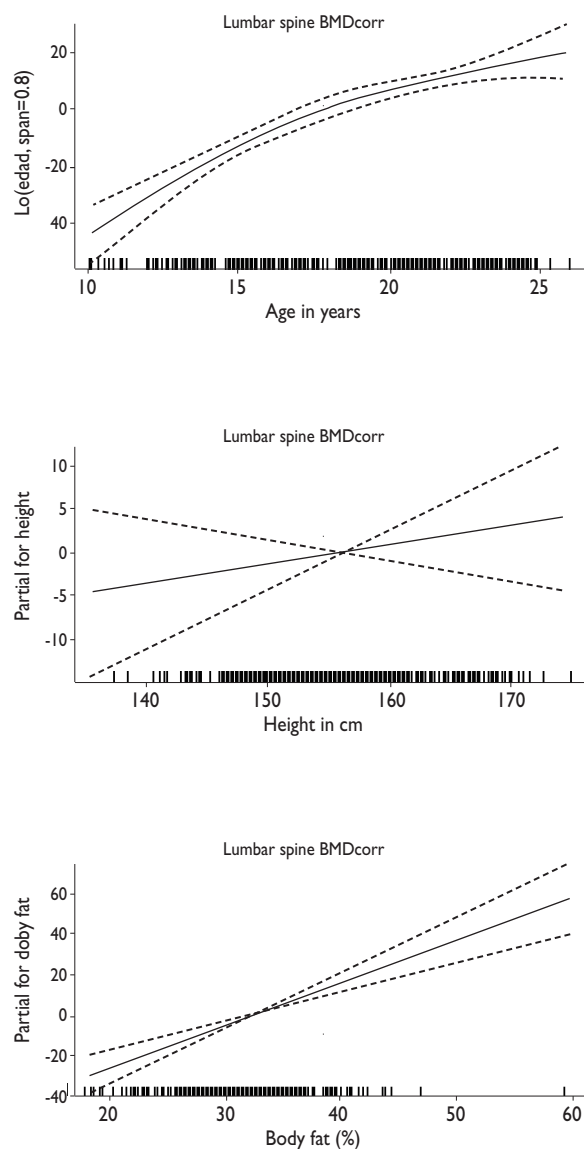 Lumbar spine BMDcorr
Lo(edad, span=0.8)
20
0
-20
40
10 15 20 25
Age in years
Lumbar spine BMDcorr
Partial for height
10
5
0
-5
-10
140 150 160 170
Height in cm
Lumbar spine BMDcorr
Partial for doby fat
60
40
20
0
-20
-40
20 30 40 50 60
Body fat (%)